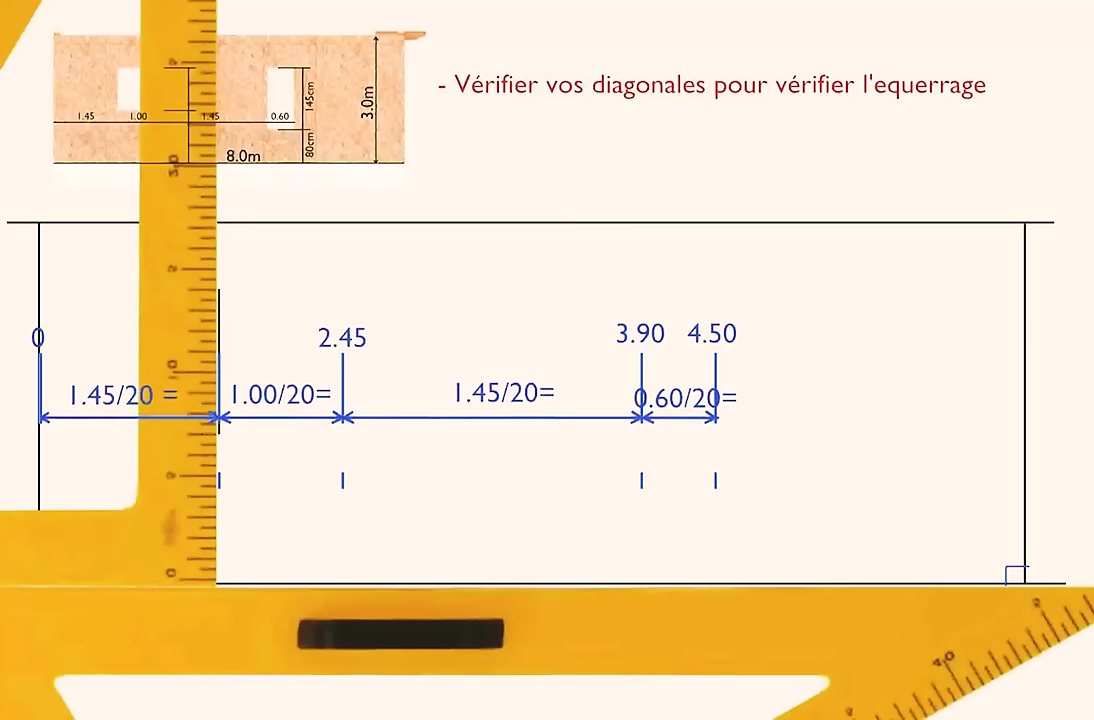 - Vérifier vos diagonales pour vérifier l'equerrage
1.45 1.00 1.45 0.60
145cm
80cm
3.0m
8.0m
0 2.45 3.90 4.50
1.45/20 = 1.00/20= 1.45/20= 0.60/20=